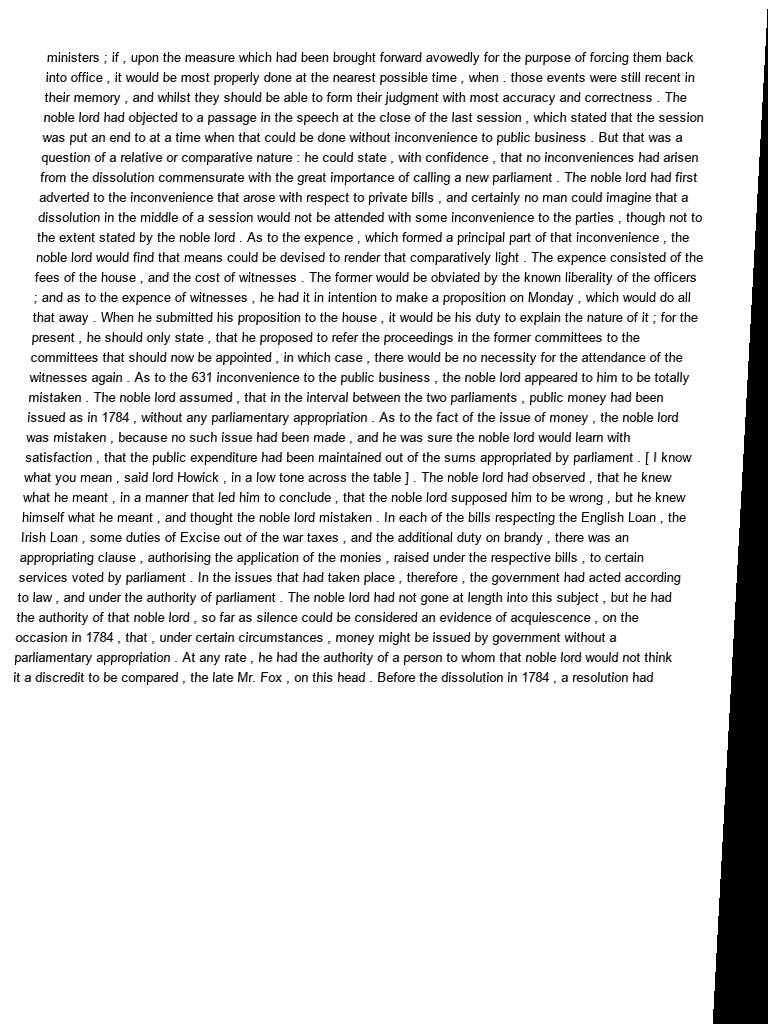 ministers ; if , upon the measure which had been brought forward avowedly for the purpose of forcing them back
into office , it would be most properly done at the nearest possible time , when . those events were still recent in
their memory , and whilst they should be able to form their judgment with most accuracy and correctness . The
noble lord had objected to a passage in the speech at the close of the last session , which stated that the session
was put an end to at a time when that could be done without inconvenience to public business . But that was a
question of a relative or comparative nature : he could state , with confidence , that no inconveniences had arisen
from the dissolution commensurate with the great importance of calling a new parliament . The noble lord had first
adverted to the inconvenience that arose with respect to private bills , and certainly no man could imagine that a
dissolution in the middle of a session would not be attended with some inconvenience to the parties , though not to
the extent stated by the noble lord . As to the expence , which formed a principal part of that inconvenience , the
noble lord would find that means could be devised to render that comparatively light . The expence consisted of the
fees of the house , and the cost of witnesses . The former would be obviated by the known liberality of the officers
; and as to the expence of witnesses , he had it in intention to make a proposition on Monday , which would do all
that away . When he submitted his proposition to the house , it would be his duty to explain the nature of it ; for the
present , he should only state , that he proposed to refer the proceedings in the former committees to the
committees that should now be appointed , in which case , there would be no necessity for the attendance of the
witnesses again . As to the 631 inconvenience to the public business , the noble lord appeared to him to be totally
mistaken . The noble lord assumed , that in the interval between the two parliaments , public money had been
issued as in 1784 , without any parliamentary appropriation . As to the fact of the issue of money , the noble lord
was mistaken , because no such issue had been made , and he was sure the noble lord would learn with
satisfaction , that the public expenditure had been maintained out of the sums appropriated by parliament . [ I know
what you mean , said lord Howick , in a low tone across the table ] . The noble lord had observed , that he knew
what he meant , in a manner that led him to conclude , that the noble lord supposed him to be wrong , but he knew
himself what he meant , and thought the noble lord mistaken . In each of the bills respecting the English Loan , the
Irish Loan , some duties of Excise out of the war taxes , and the additional duty on brandy , there was an
appropriating clause , authorising the application of the monies , raised under the respective bills , to certain
services voted by parliament . In the issues that had taken place , therefore , the government had acted according
to law , and under the authority of parliament . The noble lord had not gone at length into this subject , but he had
the authority of that noble lord , so far as silence could be considered an evidence of acquiescence , on the
occasion in 1784 , that , under certain circumstances , money might be issued by government without a
parliamentary appropriation . At any rate , he had the authority of a person to whom that noble lord would not think
it a discredit to be compared , the late Mr. Fox , on this head . Before the dissolution in 1784 , a resolution had